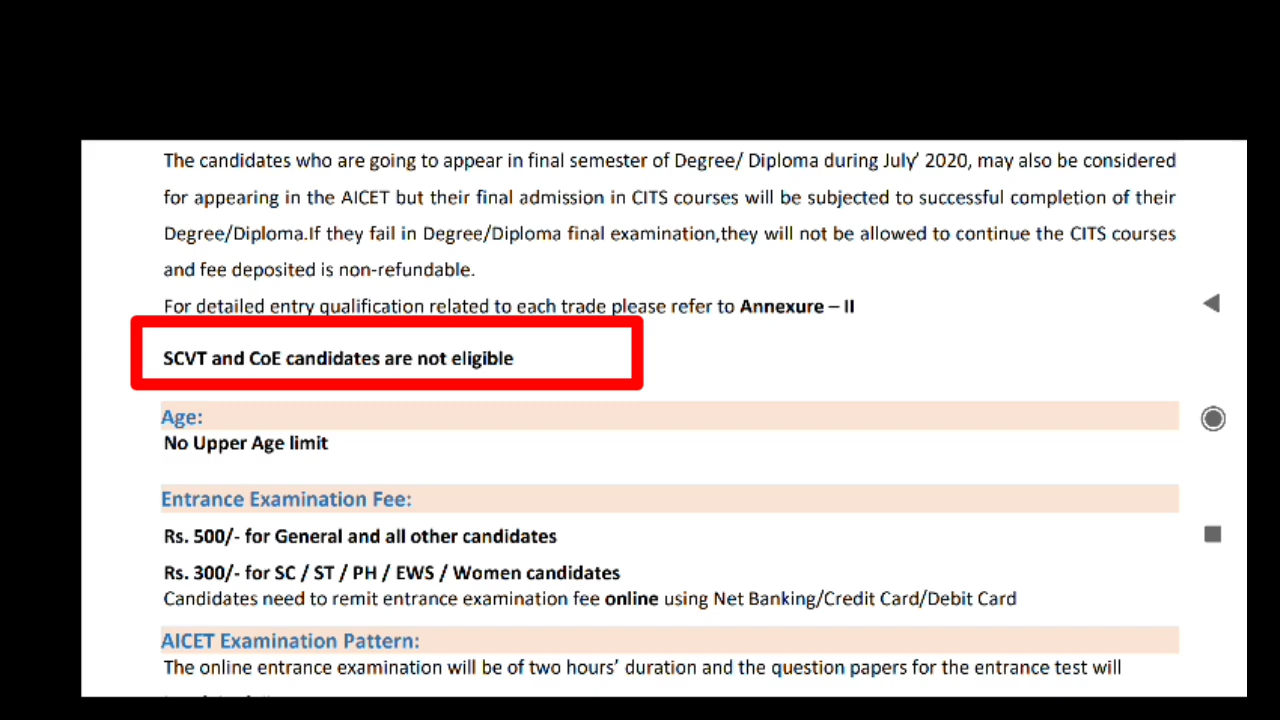 The candidates who are going to appear in final semester of Degree/ Diploma during July' 2020, may also be considered
for appearing in the AICET but their final admission in CITS courses will be subjected to successful completion of their
Degree/Diploma.If they fail in Degree/Diploma final examination,they will not be allowed to continue the CITS courses
and fee deposited is non-refundable.
For detailed entry qualification related to each trade please refer to Annexure – II
SCVT and CoE candidates are not eligible
Age:
No Upper Age limit
Entrance Examination Fee:
Rs. 500/- for General and all other candidates
Rs. 300/- for SC / ST / PH / EWS / Women candidates
Candidates need to remit entrance examination fee online using Net Banking/Credit Card/Debit Card
AICET Examination Pattern:
The online entrance examination will be of two hours' duration and the question papers for the entrance test will